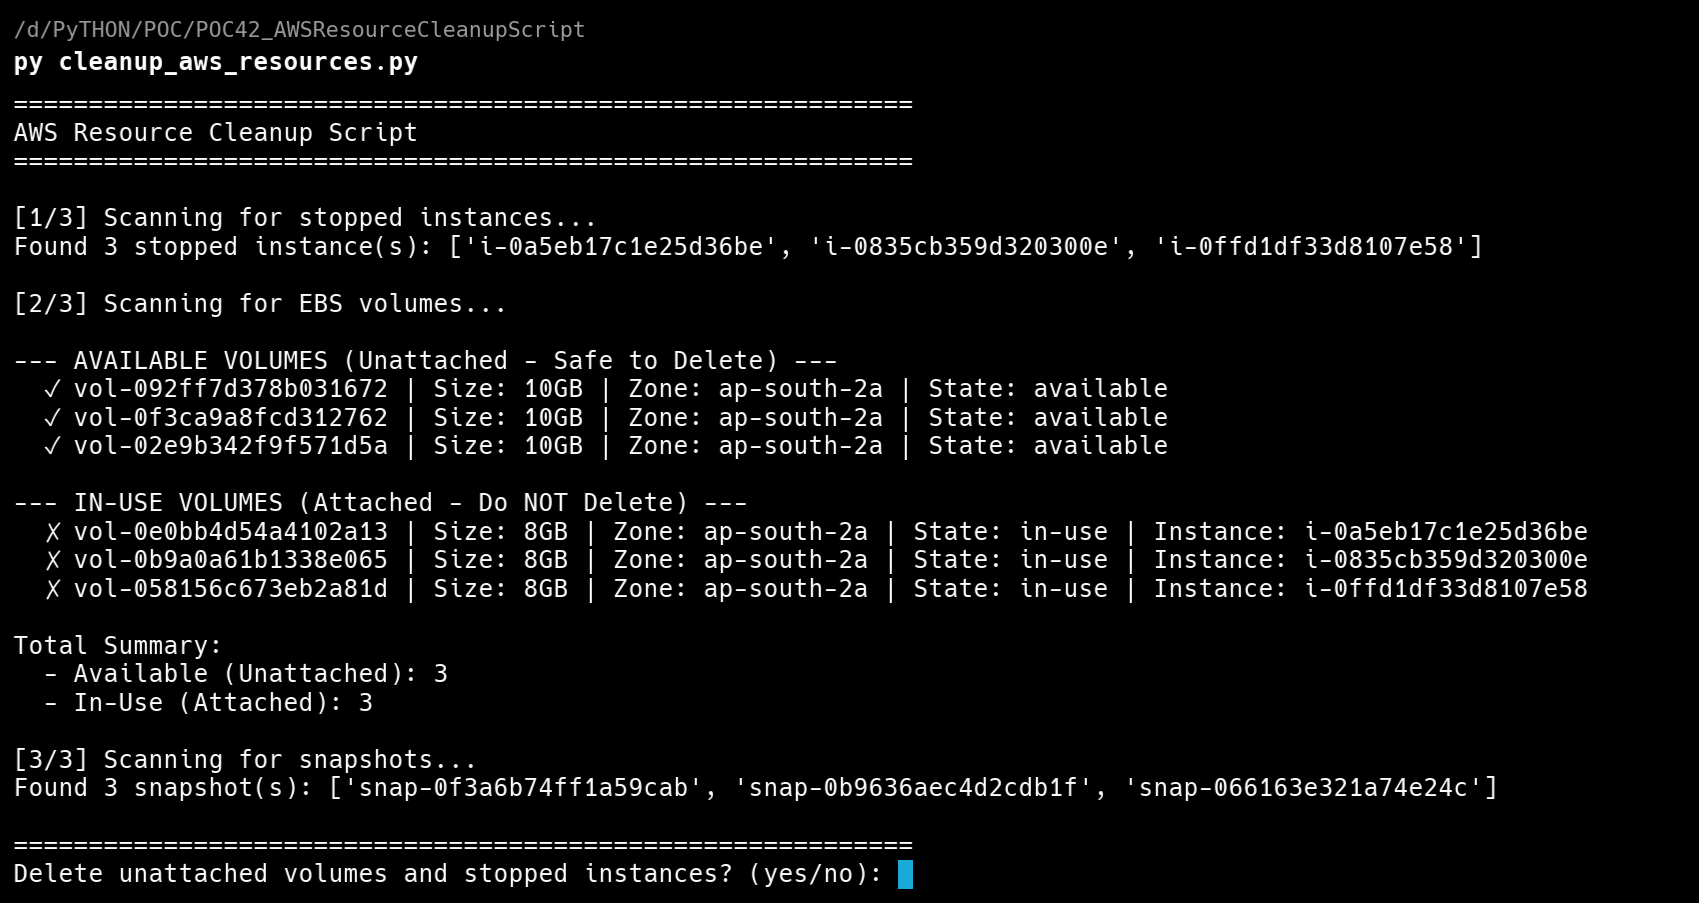 /d/PyTHON/POC/POC42_AWSResourceCleanupScript
py cleanup_aws_resources.py
============================================================
AWS Resource Cleanup Script
============================================================
[1/3] Scanning for stopped instances...
Found 3 stopped instance(s): ['i-0a5eb17c1e25d36be', 'i-0835cb359d320300e', 'i-0ffd1df33d8107e58']
[2/3] Scanning for EBS volumes...
--- AVAILABLE VOLUMES (Unattached - Safe to Delete) ---
✓ vol-092ff7d378b031672 | Size: 10GB | Zone: ap-south-2a | State: available
✓ vol-0f3ca9a8fcd312762 | Size: 10GB | Zone: ap-south-2a | State: available
✓ vol-02e9b342f9f571d5a | Size: 10GB | Zone: ap-south-2a | State: available
--- IN-USE VOLUMES (Attached - Do NOT Delete) ---
✗ vol-0e0bb4d54a4102a13 | Size: 8GB | Zone: ap-south-2a | State: in-use | Instance: i-0a5eb17c1e25d36be
✗ vol-0b9a0a61b1338e065 | Size: 8GB | Zone: ap-south-2a | State: in-use | Instance: i-0835cb359d320300e
✗ vol-058156c673eb2a81d | Size: 8GB | Zone: ap-south-2a | State: in-use | Instance: i-0ffd1df33d8107e58
Total Summary:
- Available (Unattached): 3
- In-Use (Attached): 3
[3/3] Scanning for snapshots...
Found 3 snapshot(s): ['snap-0f3a6b74ff1a59cab', 'snap-0b9636aec4d2cdb1f', 'snap-066163e321a74e24c']
============================================================
Delete unattached volumes and stopped instances? (yes/no):